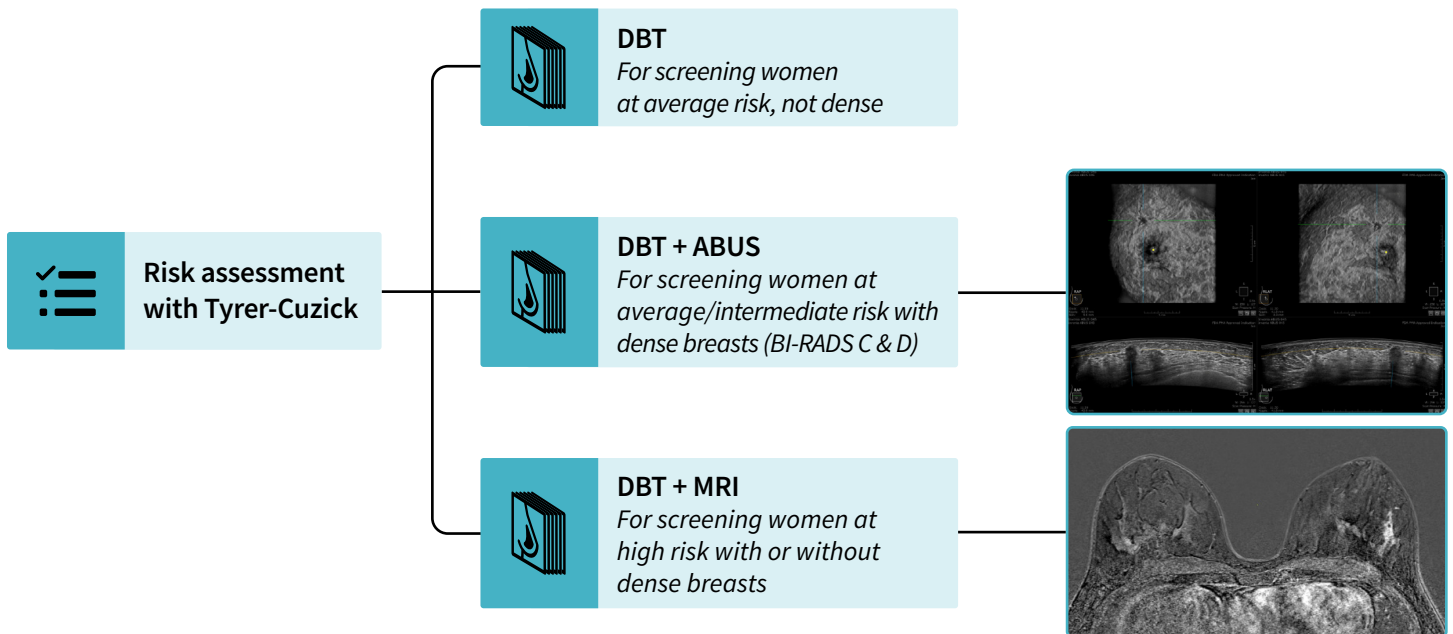 Risk assessment
with Tyrer-Cuzick
DBT
For screening women
at average risk, not dense
DBT + ABUS
For screening women at
average/intermediate risk with
dense breasts (BI-RADS C & D)
DBT + MRI
For screening women at
high risk with or without
dense breasts